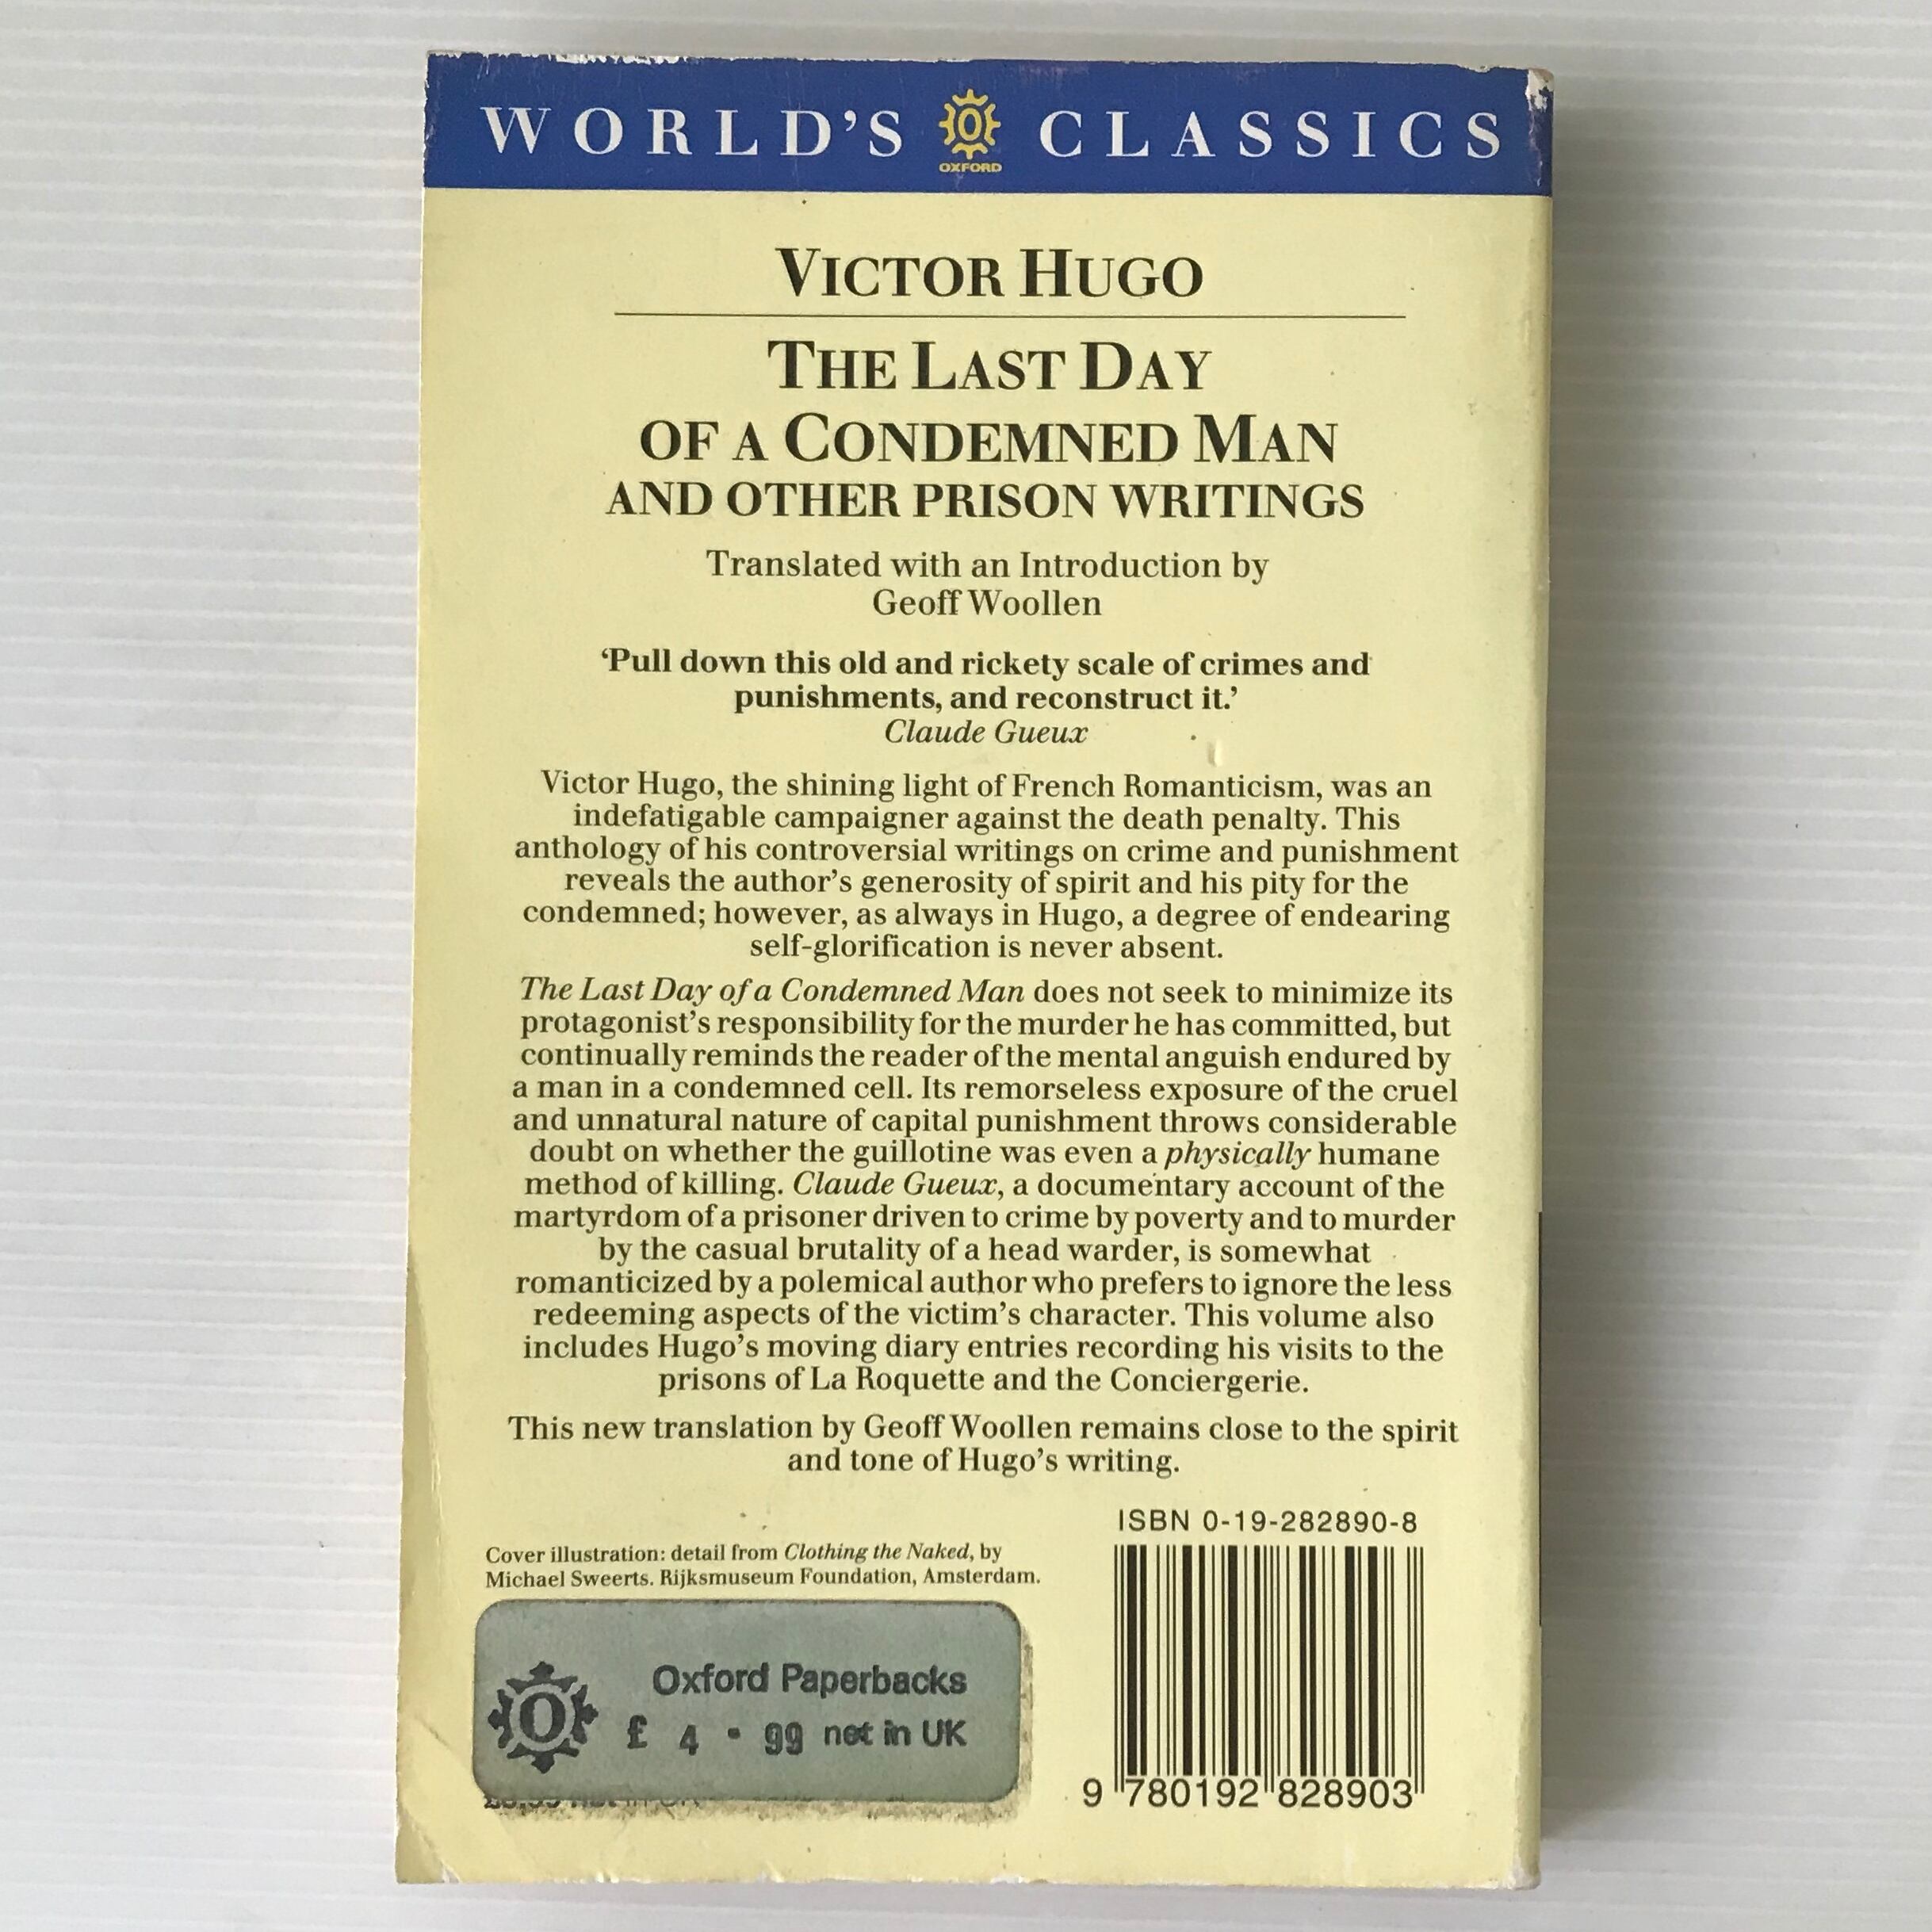 WORLD'S OXFORD CLASSICS
VICTOR HUGO
THE LAST DAY
OF A CONDEMNED MAN
AND OTHER PRISON WRITINGS
Translated with an Introduction by
Geoff Woollen
‘Pull down this old and rickety scale of crimes and
punishments, and reconstruct it.’
Claude Gueux
Victor Hugo, the shining light of French Romanticism, was an
indefatigable campaigner against the death penalty. This
anthology of his controversial writings on crime and punishment
reveals the author’s generosity of spirit and his pity for the
condemned; however, as always in Hugo, a degree of endearing
self-glorification is never absent.
The Last Day of a Condemned Man does not seek to minimize its
protagonist’s responsibility for the murder he has committed, but
continually reminds the reader of the mental anguish endured by
a man in a condemned cell. Its remorseless exposure of the cruel
and unnatural nature of capital punishment throws considerable
doubt on whether the guillotine was even a physically humane
method of killing. Claude Gueux, a documentary account of the
martyrdom of a prisoner driven to crime by poverty and to murder
by the casual brutality of a head warder, is somewhat
romanticized by a polemical author who prefers to ignore the less
redeeming aspects of the victim’s character. This volume also
includes Hugo’s moving diary entries recording his visits to the
prisons of La Roquette and the Conciergerie.
This new translation by Geoff Woollen remains close to the spirit
and tone of Hugo’s writing.
ISBN 0-19-282890-8
Cover illustration: detail from Clothing the Naked, by
Michael Sweerts. Rijksmuseum Foundation, Amsterdam.
Oxford Paperbacks
£ 4 · 99 net in UK
9 780192 828903